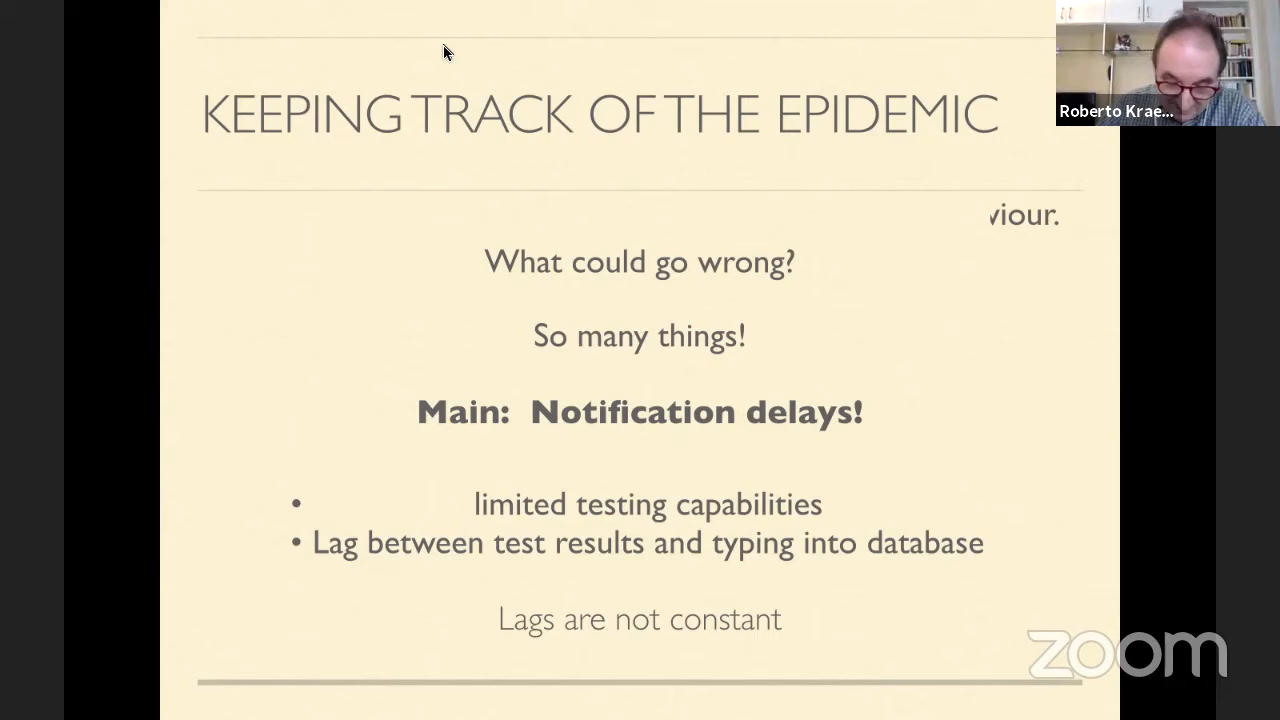 Roberto Krae...
KEEPING TRACK OF THE EPIDEMIC
viour.
What could go wrong?
So many things!
Main: Notification delays!
• limited testing capabilities
• Lag between test results and typing into database
Lags are not constant
zoom